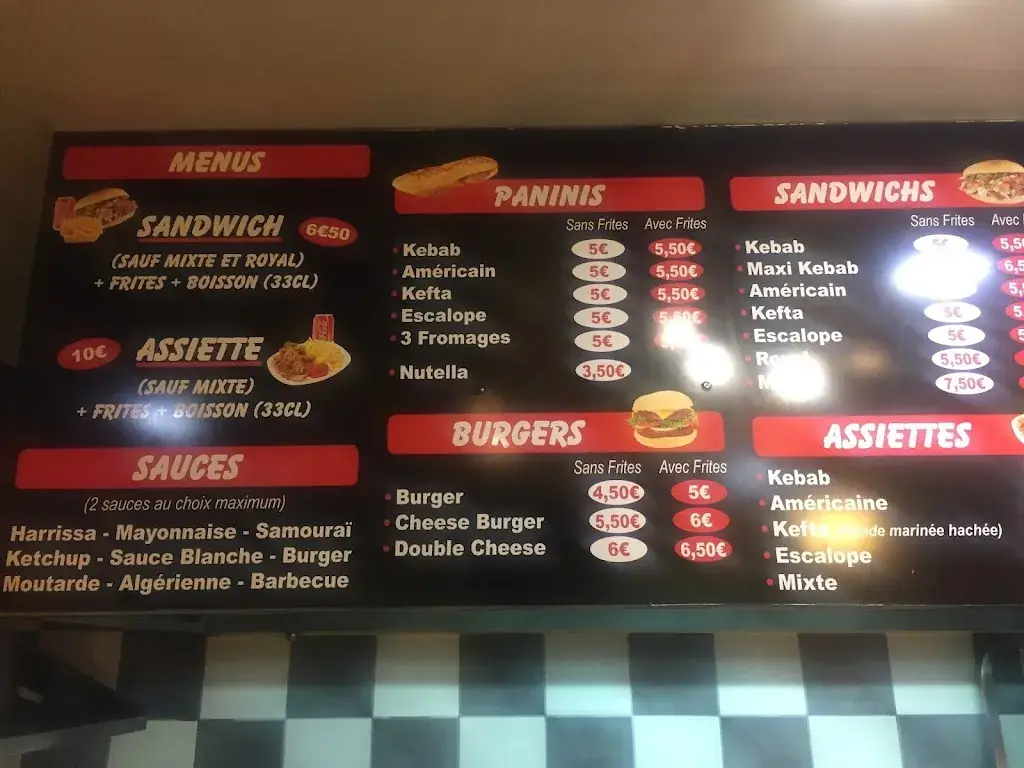 MENUS
SANDWICH 6€50
(SAUF MIXTE ET ROYAL)
+ FRITES + BOISSON (33CL)
10€ ASSIETTE
(SAUF MIXTE)
+ FRITES + BOISSON (33CL)
SAUCES
(2 sauces au choix maximum)
Harrissa - Mayonnaise - Samouraï
Ketchup - Sauce Blanche - Burger
Moutarde - Algérienne - Barbecue
PANINIS
Sans Frites Avec Frites
Kebab 5€ 5,50€
Américain 5€ 5,50€
Kefta 5€ 5,50€
Escalope 5€ 5,50€
3 Fromages 5€
Nutella 3,50€
BURGERS
Sans Frites Avec Frites
Burger 4,50€ 5€
Cheese Burger 5,50€ 6€
Double Cheese 6€ 6,50€
SANDWICHS
Sans Frites Avec
Kebab 5€
Maxi Kebab
Américain
Kefta 5€
Escalope 5€
5,50€
7,50€
ASSIETTES
Kebab
Américaine
Kefta marinée hachée)
Escalope
Mixte